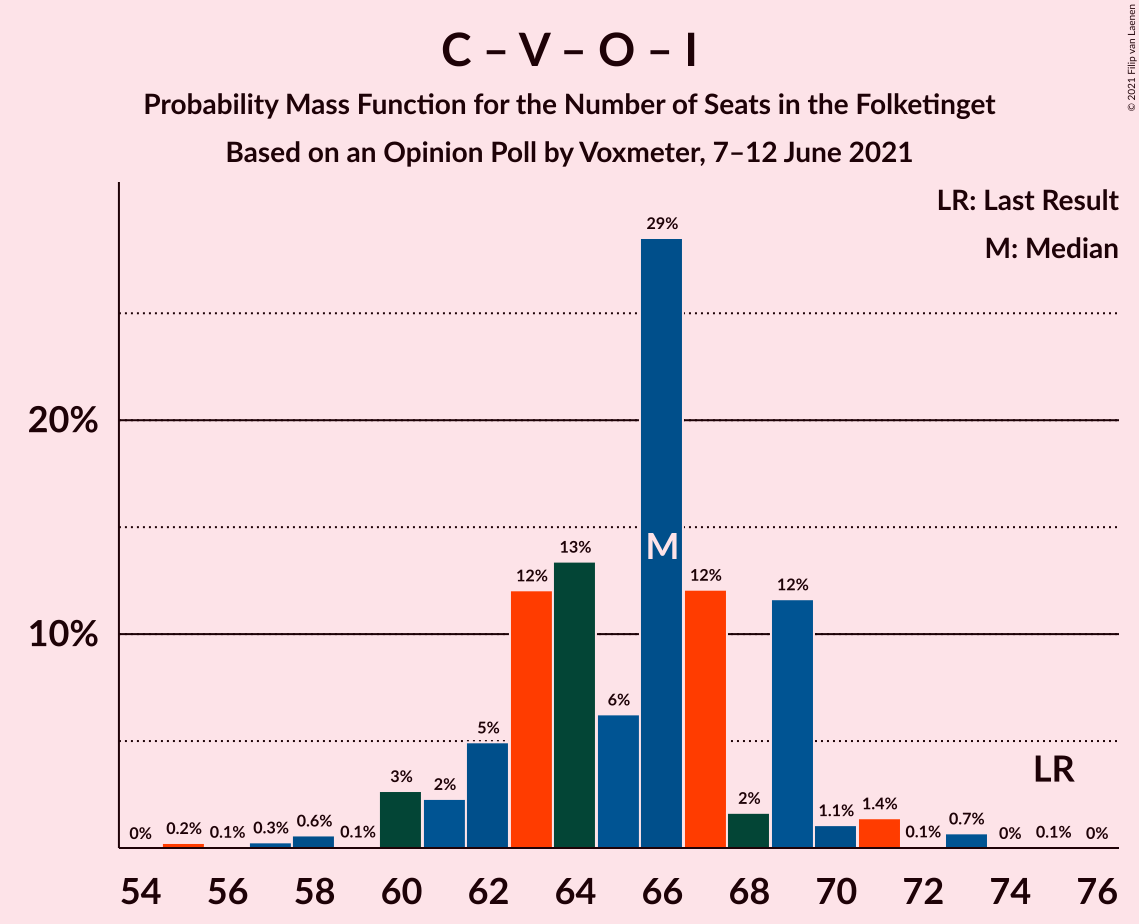 C – V – O – I
Probability Mass Function for the Number of Seats in the Folketinget
Based on an Opinion Poll by Voxmeter, 7–12 June 2021
© 2021 Filip van Laenen
LR: Last Result
M: Median
20%
10%
0%
0.2%
0.1%
0.3%
0.6%
0.1%
3%
2%
5%
12%
13%
6%
29%
12%
2%
12%
1.1%
1.4%
0.1%
0.7%
0%
0.1%
0%
M
LR
54 56 58 60 62 64 66 68 70 72 74 76